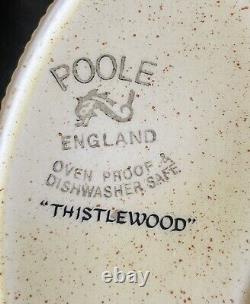 POOLE
ENGLAND
OVEN PROOF &
DISHWASHER SAFE
"THISTLEWOOD"